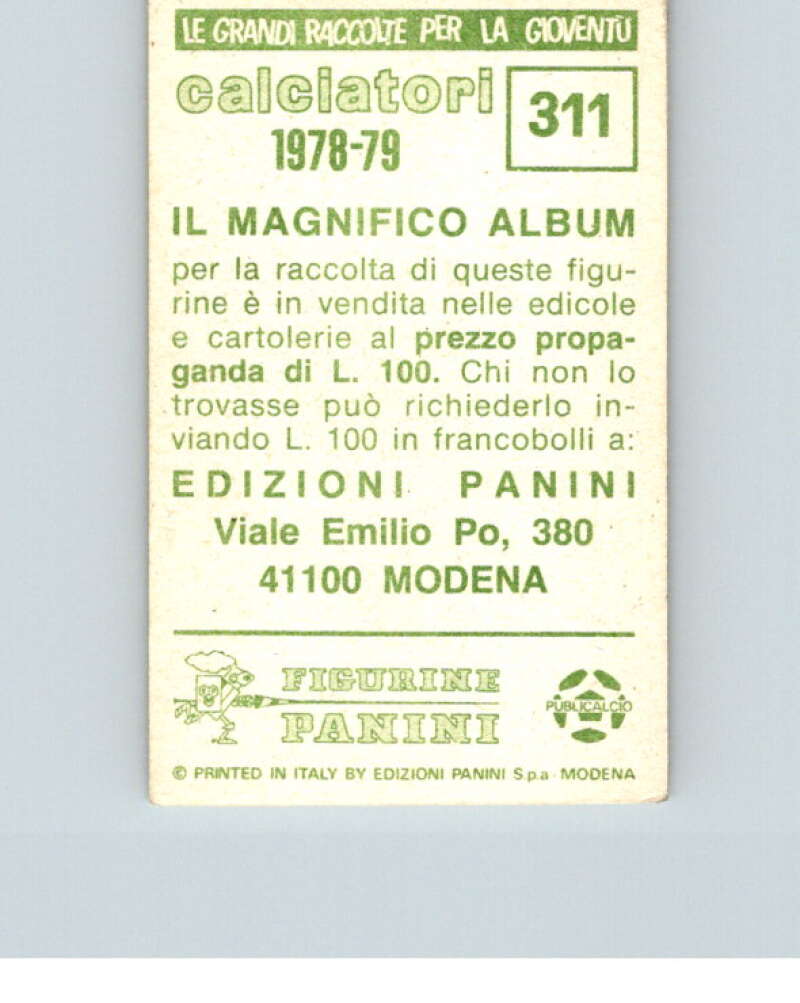 LE GRANDI RACCOLTE PER LA GIOVENTÙ
calciatori
311
1978-79
IL MAGNIFICO ALBUM
per la raccolta di queste figu-
rine è in vendita nelle edicole
e cartolerie al prezzo propa-
ganda di L. 100. Chi non lo
trovasse può richiederlo in-
viando L. 100 in francobolli a:
EDIZIONI PANINI
Viale Emilio Po, 380
41100 MODENA
FIGURINE
PANINI
PUBLICALCIO
© PRINTED IN ITALY BY EDIZIONI PANINI S.p.a. MODENA